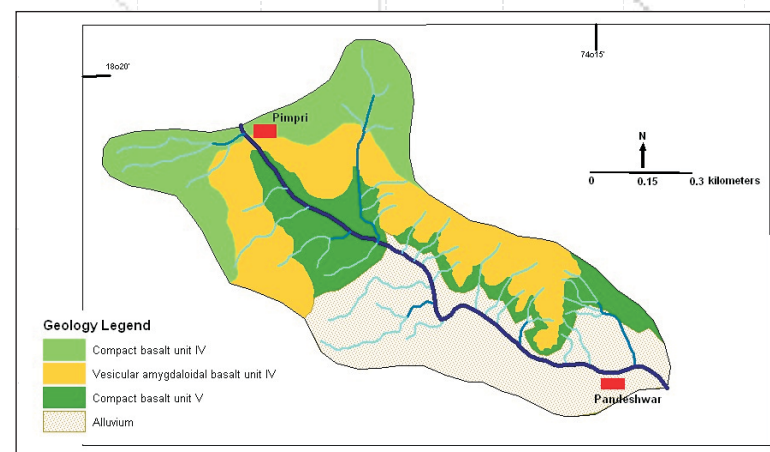 74o15'
18o20'
Pimpri
N
0 0.15 0.3 kilometers
Geology Legend
Compact basalt unit IV
Vesicular amygdaloidal basalt unit IV
Compact basalt unit V
Alluvium
Pandeshwar